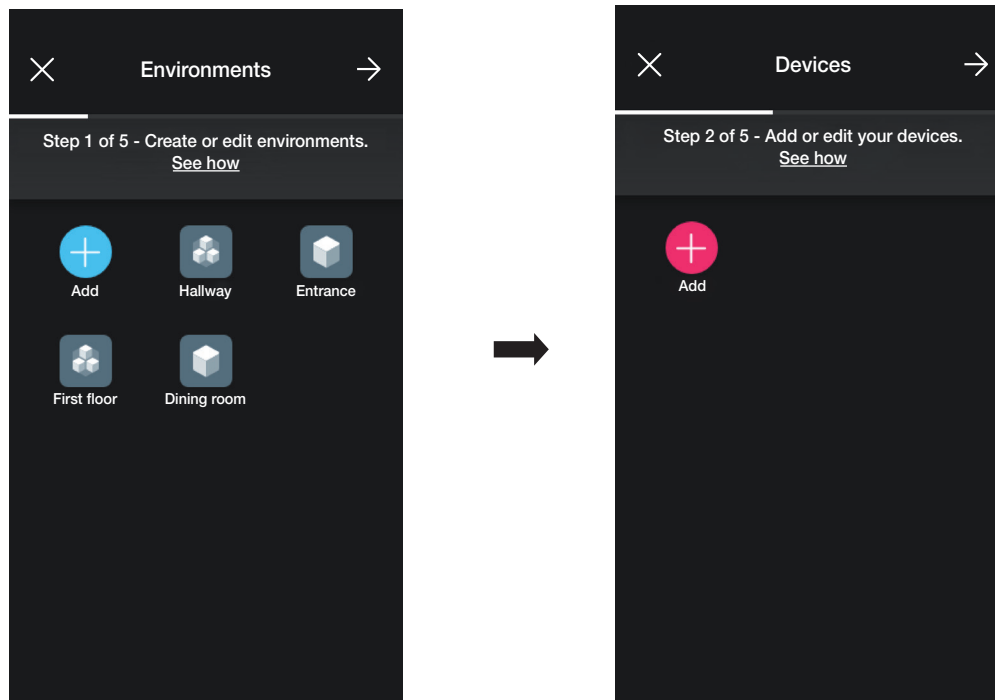 Environments
Step 1 of 5 - Create or edit environments.
See how
Add
Hallway
Entrance
First floor
Dining room
Devices
Step 2 of 5 - Add or edit your devices.
See how
Add